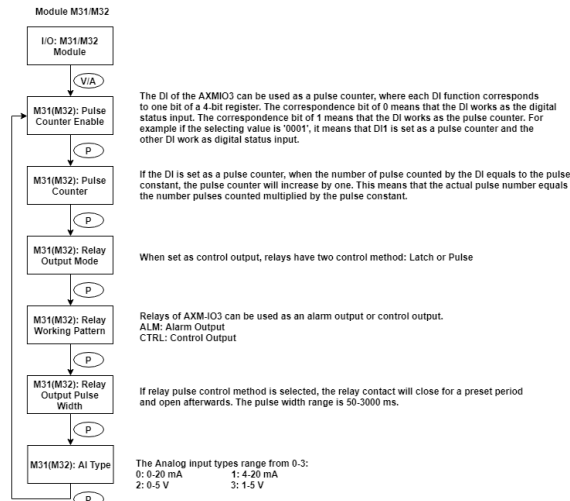 Module M31/M32
I/O: M31/M32
Module
V/A
M31(M32): Pulse
Counter Enable
The DI of the AXMIO3 can be used as a pulse counter, where each DI function corresponds
to one bit of a 4-bit register. The correspondence bit of 0 means that the DI works as the digital
status input. The correspondence bit of 1 means that the DI works as the pulse counter. For
example if the selecting value is '0001', it means that DI1 is set as a pulse counter and the
other DI work as digital status input.
P
M31(M32): Pulse
Counter
If the DI is set as a pulse counter, when the number of pulse counted by the DI equals to the pulse
constant, the pulse counter will increase by one. This means that the actual pulse number equals
the number pulses counted multiplied by the pulse constant.
P
M31(M32): Relay
Output Mode
When set as control output, relays have two control method: Latch or Pulse
P
M31(M32): Relay
Working Pattern
Relays of AXM-IO3 can be used as an alarm output or control output.
ALM: Alarm Output
CTRL: Control Output
P
M31(M32): Relay
Output Pulse
Width
If relay pulse control method is selected, the relay contact will close for a preset period
and open afterwards. The pulse width range is 50-3000 ms.
P
M31(M32): AI Type
The Analog input types range from 0-3:
0: 0-20 mA 1: 4-20 mA
2: 0-5 V 3: 1-5 V
P